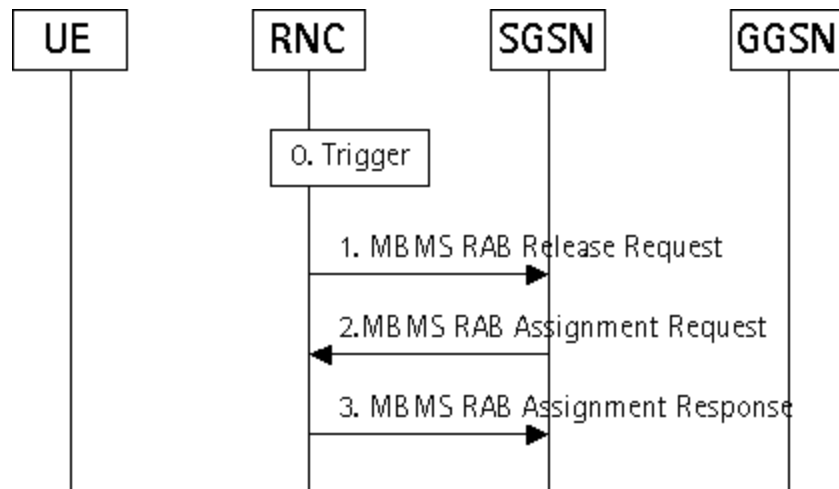 UE
RNC
SGSN
GGSN
0. Trigger
1. MBMS RAB Release Request
2.MBMS RAB Assignment Request
3. MBMS RAB Assignment Response